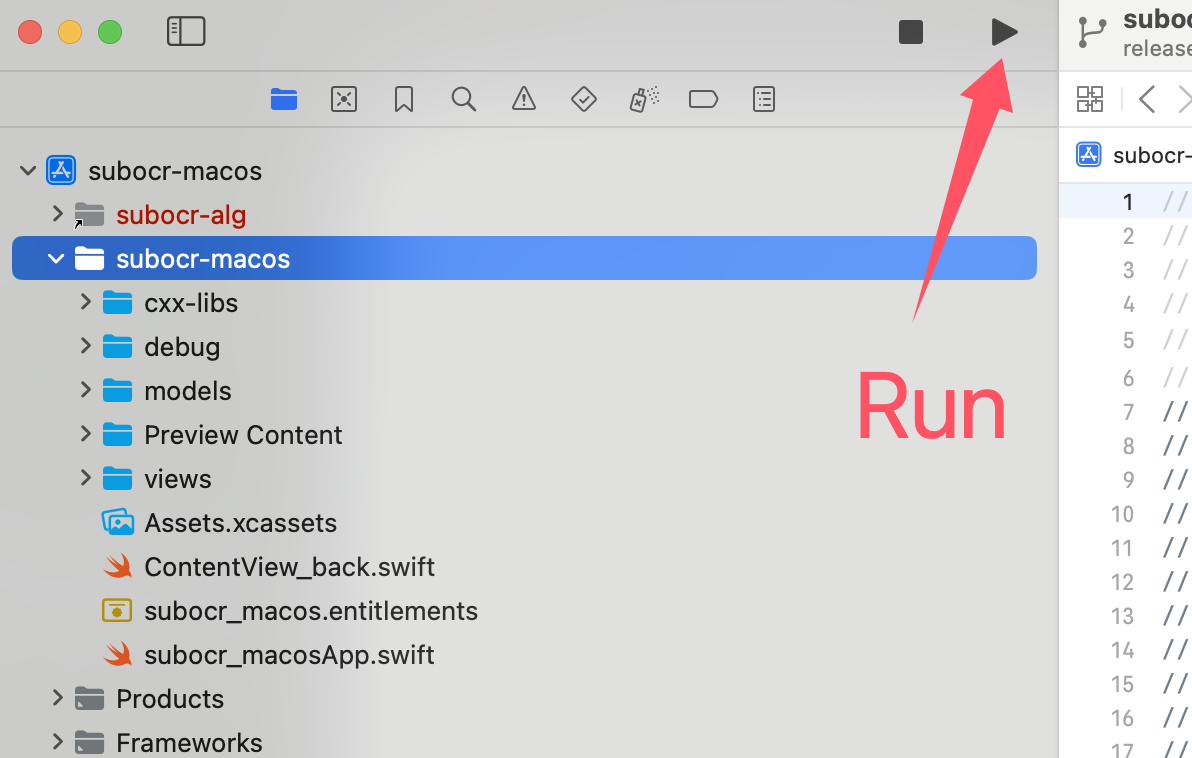 suboc
release
subocr-
subocr-macos
subocr-alg
subocr-macos
cxx-libs
debug
models
Preview Content
views
Assets.xcassets
ContentView_back.swift
subocr_macos.entitlements
subocr_macosApp.swift
Products
Frameworks
Run
1 //
2 //
3 //
4 //
5 //
6 //
7 //
8 //
9 //
10 //
11 //
12 //
13 //
14 //
15 //
16 //
17 //